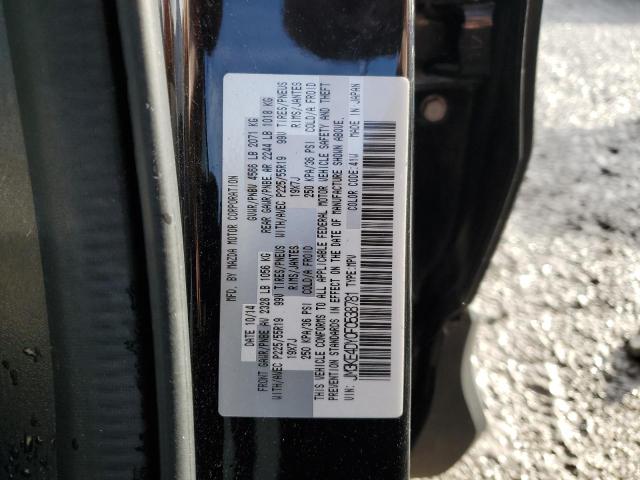 MFD. BY MAZDA MOTOR CORPORATION
DATE 10/14 GVWR/PNBV 4566 LB 2071 KG
FRONT GAWR/PNBE AV 2328 LB 1056 KG REAR GAWR/PNBE AR 2244 LB 1018 KG
WITH/AVEC P225/55R19 99V TIRES/PNEUS WITH/AVEC P225/55R19 99V TIRES/PNEUS
19X7J RIMS/JANTES 19X7J RIMS/JANTES
250 KPA/36 PSI COLD/A FROID 250 KPA/36 PSI COLD/A FROID
THIS VEHICLE CONFORMS TO ALL APPLICABLE FEDERAL MOTOR VEHICLE SAFETY AND THEFT
PREVENTION STANDARDS IN EFFECT ON THE DATE OF MANUFACTURE SHOWN ABOVE.
JM3KE4DY0F0538781 TYPE:MPV COLOR CODE:41W MADE IN JAPAN
VIN: